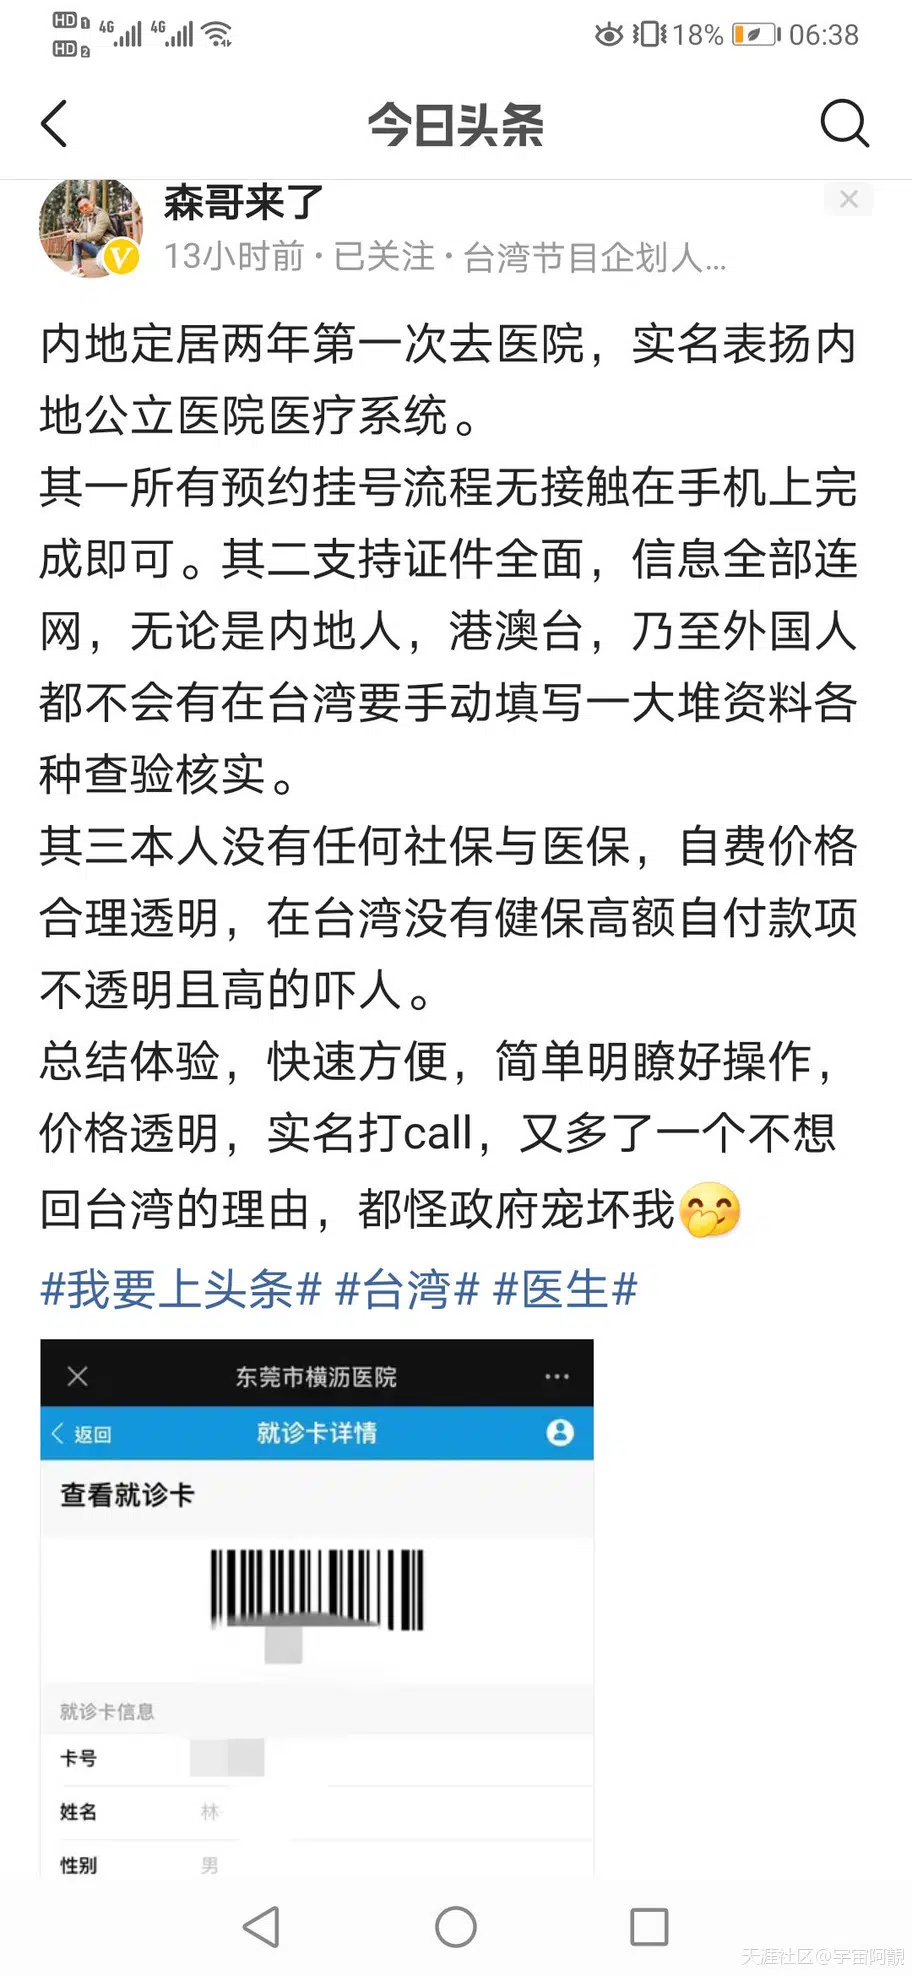 HD 1 4G 4G
HD 2
18% 06:38
今日头条
森哥来了
13小时前·已关注·台湾节目企划人...
内地定居两年第一次去医院，实名表扬内
地公立医院医疗系统。
其一所有预约挂号流程无接触在手机上完
成即可。其二支持证件全面，信息全部连
网，无论是内地人，港澳台，乃至外国人
都不会有在台湾要手动填写一大堆资料各
种查验核实。
其三本人没有任何社保与医保，自费价格
合理透明，在台湾没有健保高额自付款项
不透明且高的吓人。
总结体验，快速方便，简单明瞭好操作，
价格透明，实名打call，又多了一个不想
回台湾的理由，都怪政府宠坏我🤭
#我要上头条# #台湾# #医生#
东莞市横沥医院
返回 就诊卡详情
查看就诊卡
就诊卡信息
卡号
姓名 林
性别 男
天涯社区@宇宙阿靓